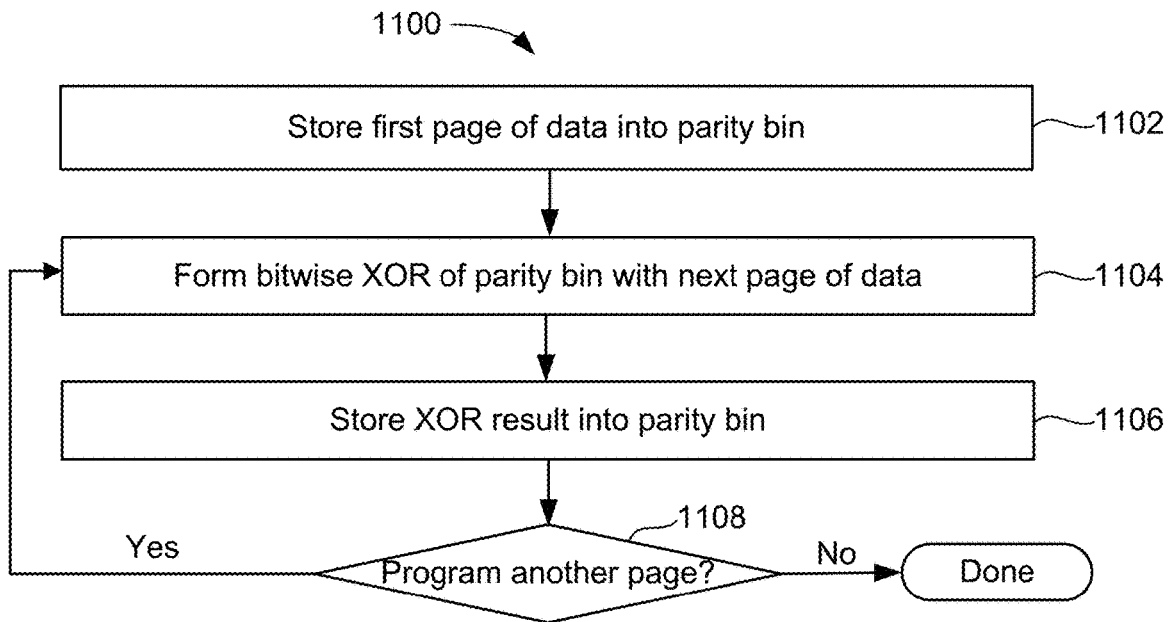 1100
Store first page of data into parity bin
1102
Form bitwise XOR of parity bin with next page of data
1104
Store XOR result into parity bin
1106
1108
Yes
Program another page?
No
Done